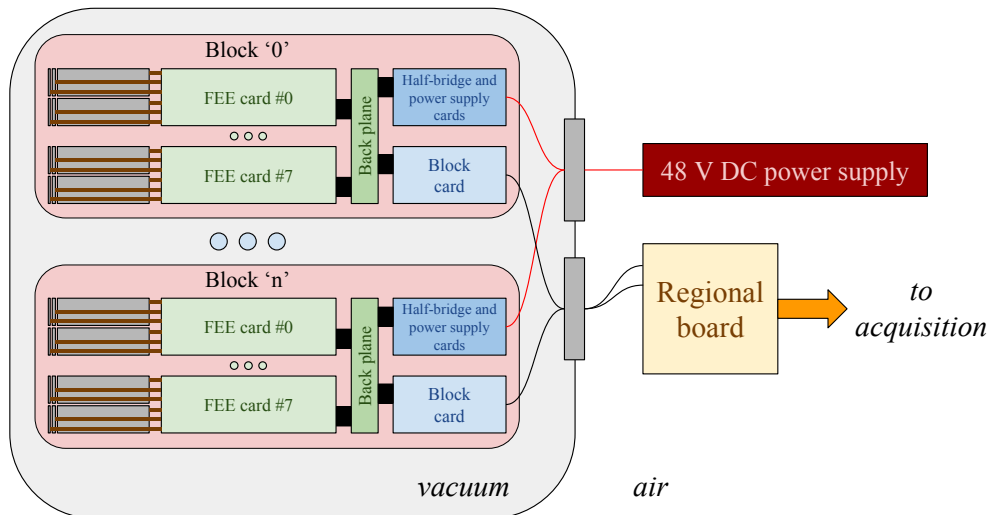 Block ‘0’
FEE card #0
FEE card #7
Back plane
Half-bridge and
power supply
cards
Block
card
48 V DC power supply
Block ‘n’
FEE card #0
FEE card #7
Back plane
Half-bridge and
power supply
cards
Block
card
Regional
board
to
acquisition
vacuum
air